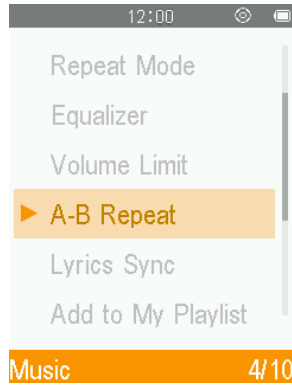 12:00
Repeat Mode
Equalizer
Volume Limit
A-B Repeat
Lyrics Sync
Add to My Playlist
Music 4/10